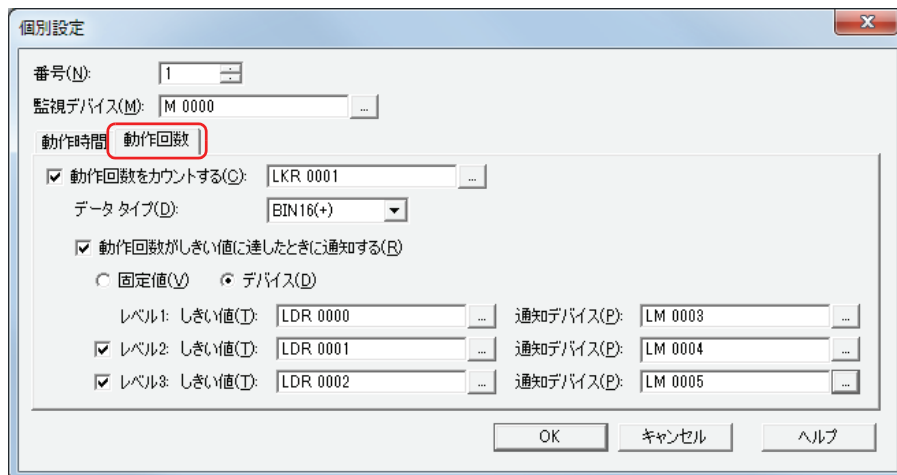 個別設定
番号(N): 1
監視デバイス(M): M 0000 ...
動作時間 動作回数
動作回数をカウントする(C): LKR 0001 ...
データ タイプ(D): BIN16(+)
動作回数がしきい値に達したときに通知する(R)
固定値(V) デバイス(D)
レベル1: しきい値(T): LDR 0000 ... 通知デバイス(P): LM 0003 ...
レベル2: しきい値(T): LDR 0001 ... 通知デバイス(P): LM 0004 ...
レベル3: しきい値(T): LDR 0002 ... 通知デバイス(P): LM 0005 ...
OK キャンセル ヘルプ